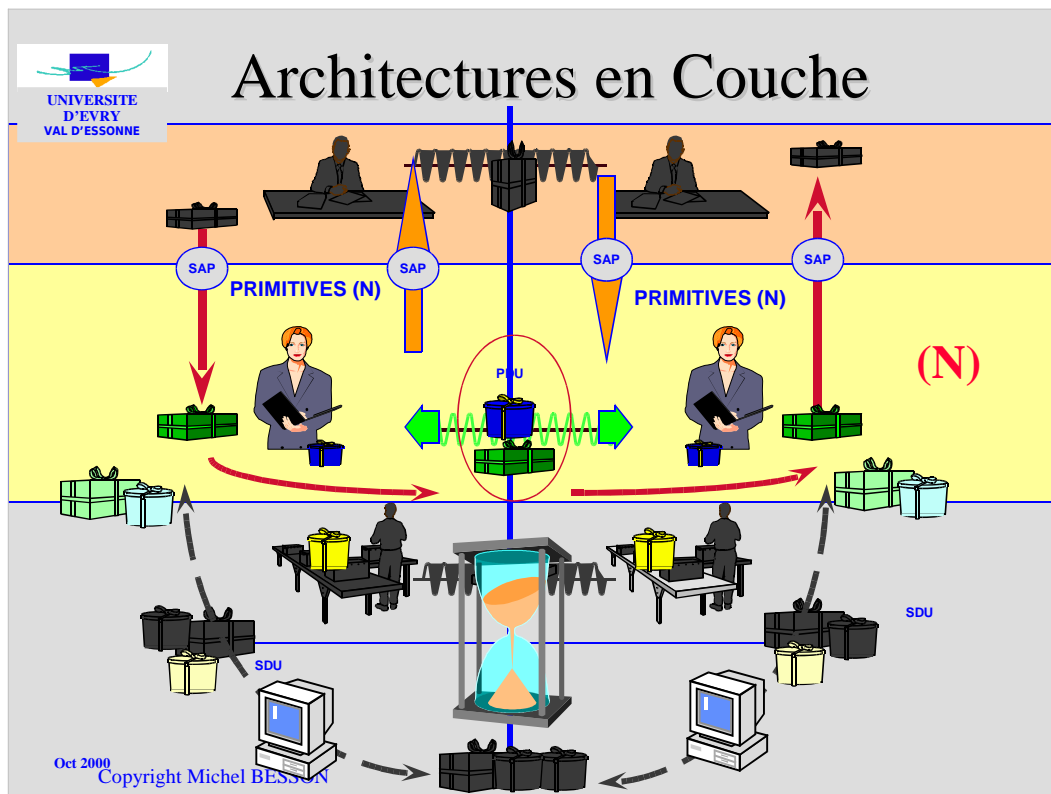 Architectures en Couche
UNIVERSITE
D'EVRY
VAL D'ESSONNE
SAP
SAP
SAP
SAP
PRIMITIVES (N)
PRIMITIVES (N)
(N)
PDU
SDU
SDU
Oct 2000
Copyright Michel BESSON